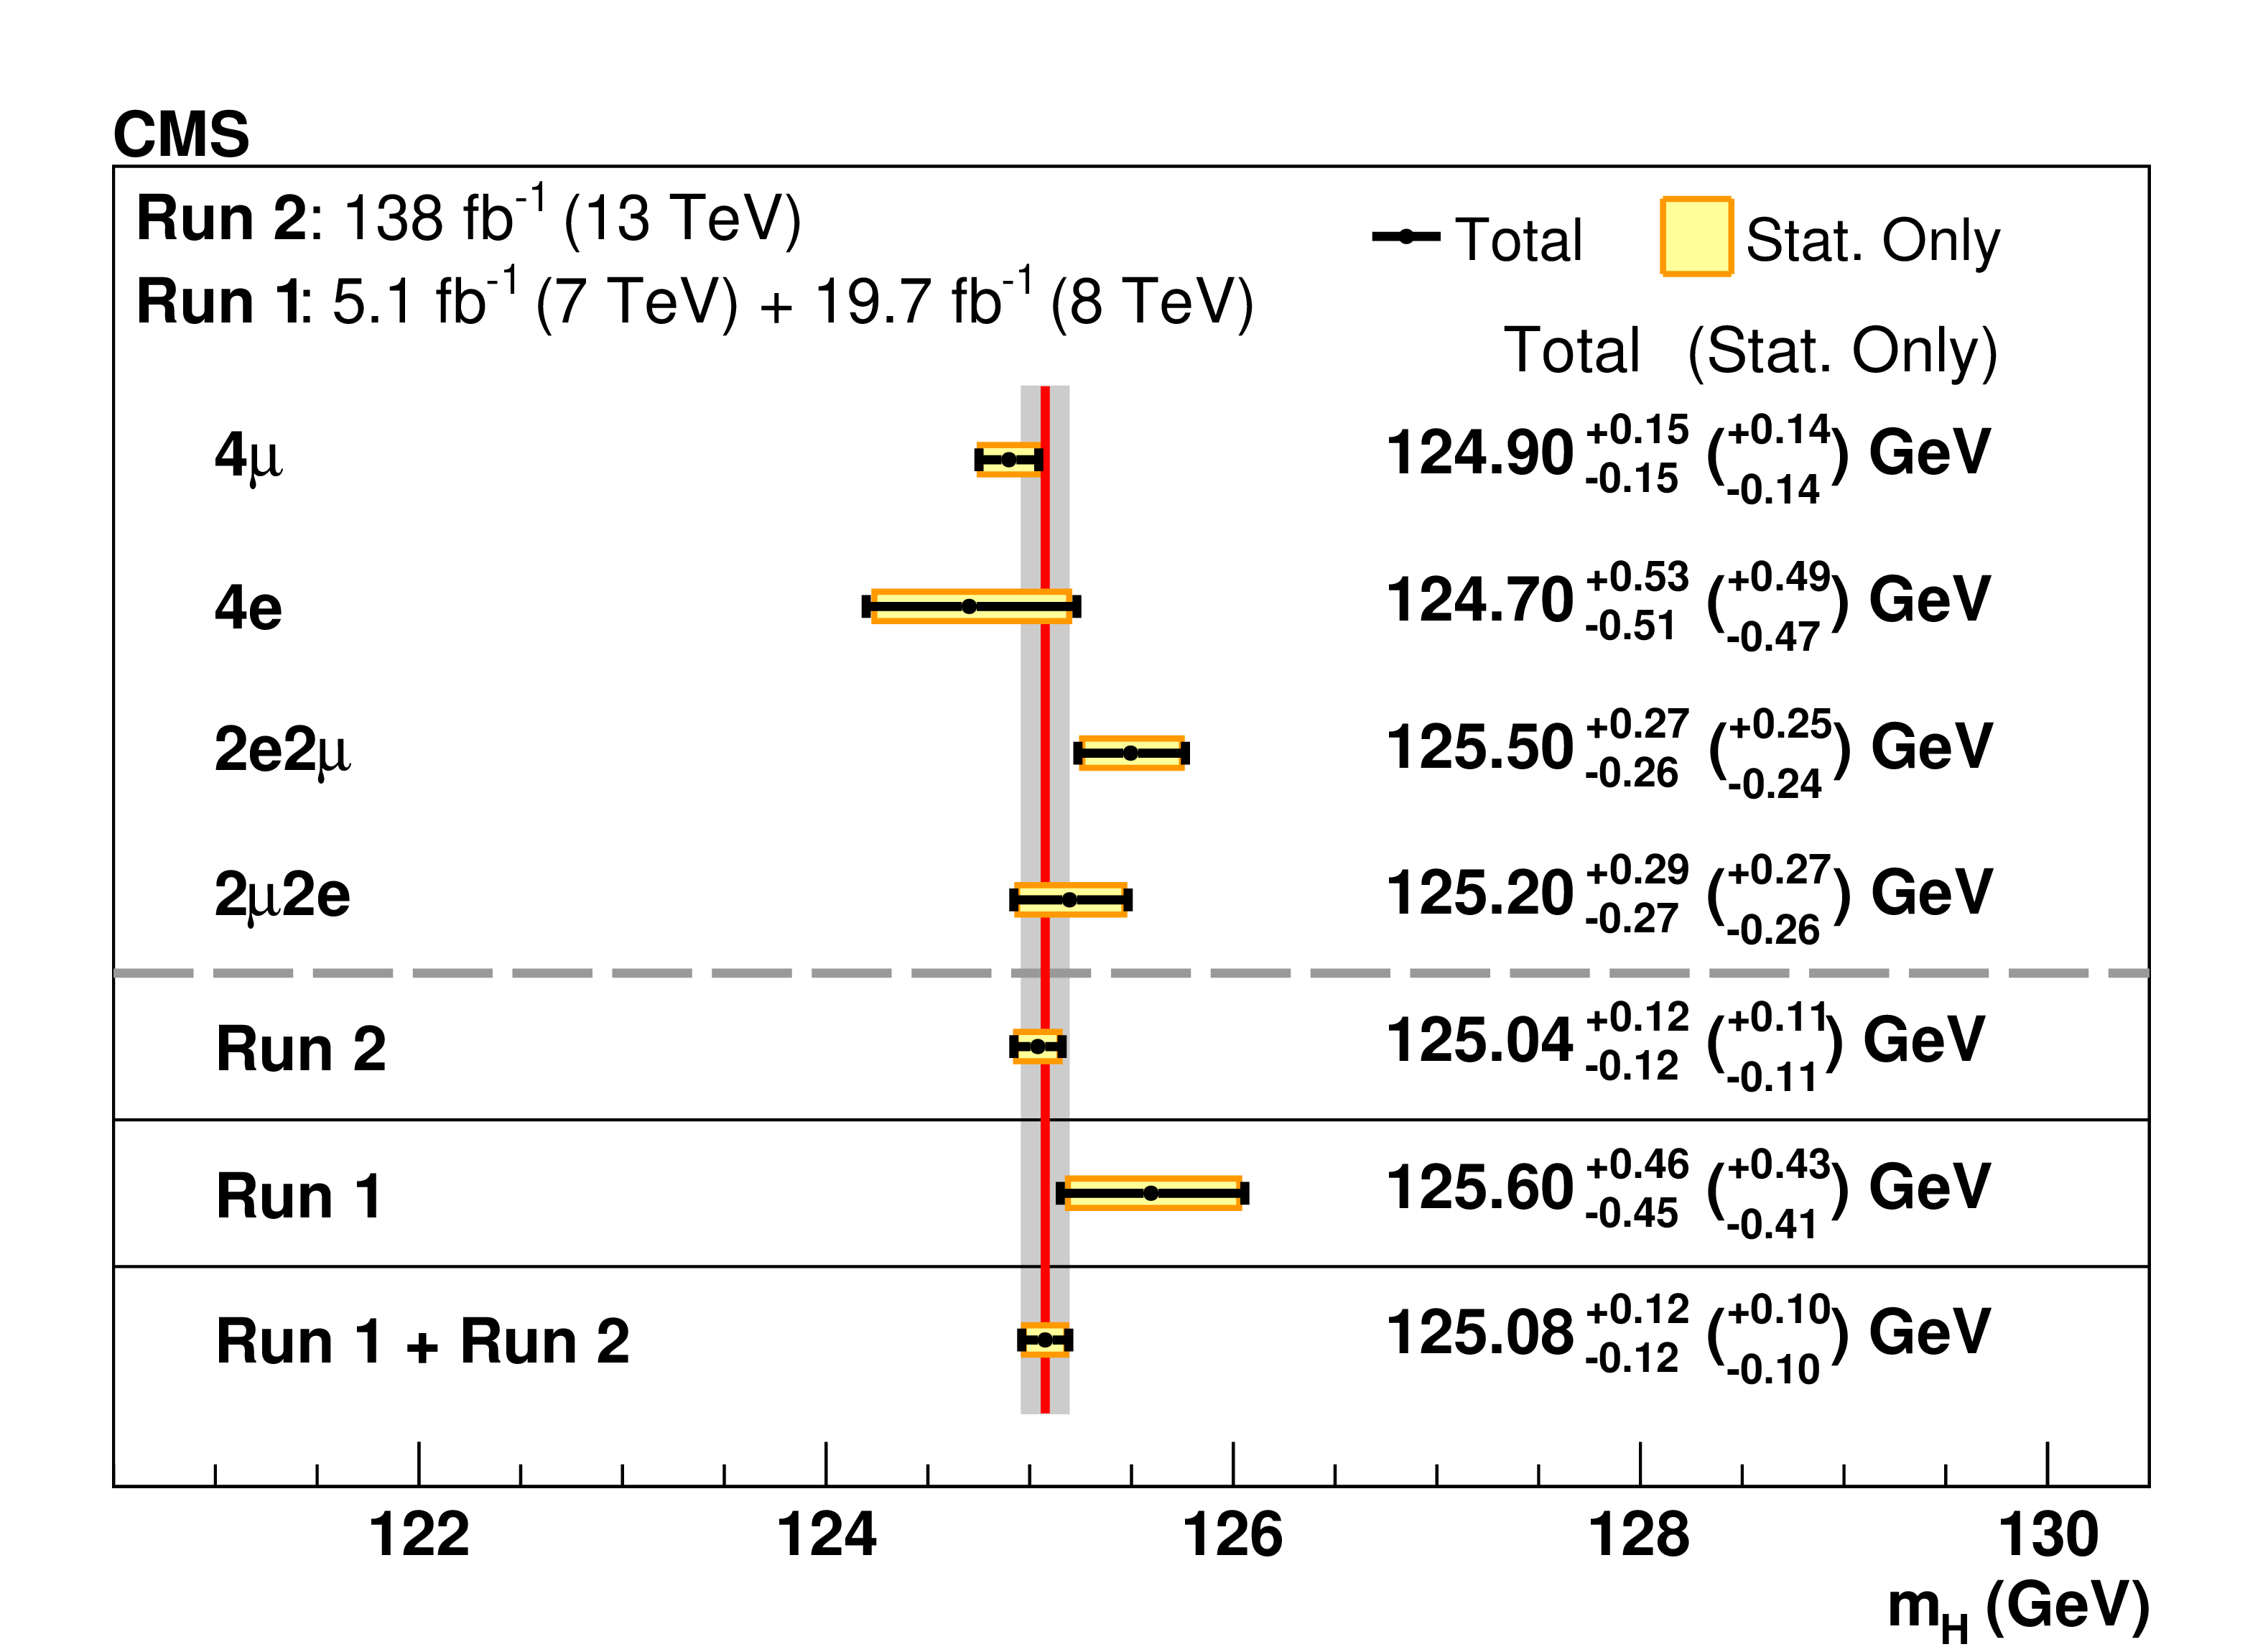 CMS
Run 2: 138 fb-1 (13 TeV)
Run 1: 5.1 fb-1 (7 TeV) + 19.7 fb-1 (8 TeV)
Total Stat. Only
Total (Stat. Only)
4μ 124.90 +0.15 -0.15 (+0.14 -0.14) GeV
4e 124.70 +0.53 -0.51 (+0.49 -0.47) GeV
2e2μ 125.50 +0.27 -0.26 (+0.25 -0.24) GeV
2μ2e 125.20 +0.29 -0.27 (+0.27 -0.26) GeV
Run 2 125.04 +0.12 -0.12 (+0.11 -0.11) GeV
Run 1 125.60 +0.46 -0.45 (+0.43 -0.41) GeV
Run 1 + Run 2 125.08 +0.12 -0.12 (+0.10 -0.10) GeV
122 124 126 128 130
mH (GeV)